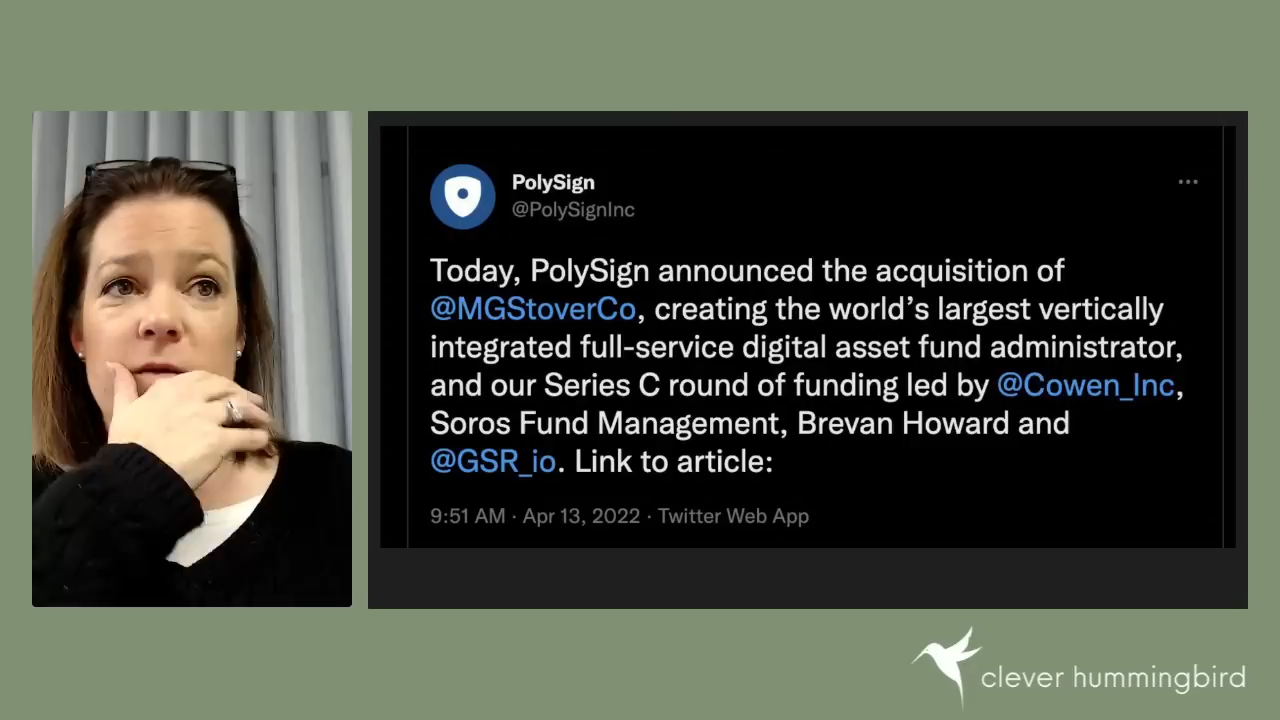 PolySign
@PolySignInc
Today, PolySign announced the acquisition of
@MGStoverCo, creating the world’s largest vertically
integrated full-service digital asset fund administrator,
and our Series C round of funding led by @Cowen_Inc,
Soros Fund Management, Brevan Howard and
@GSR_io. Link to article:
9:51 AM · Apr 13, 2022 · Twitter Web App
clever hummingbird